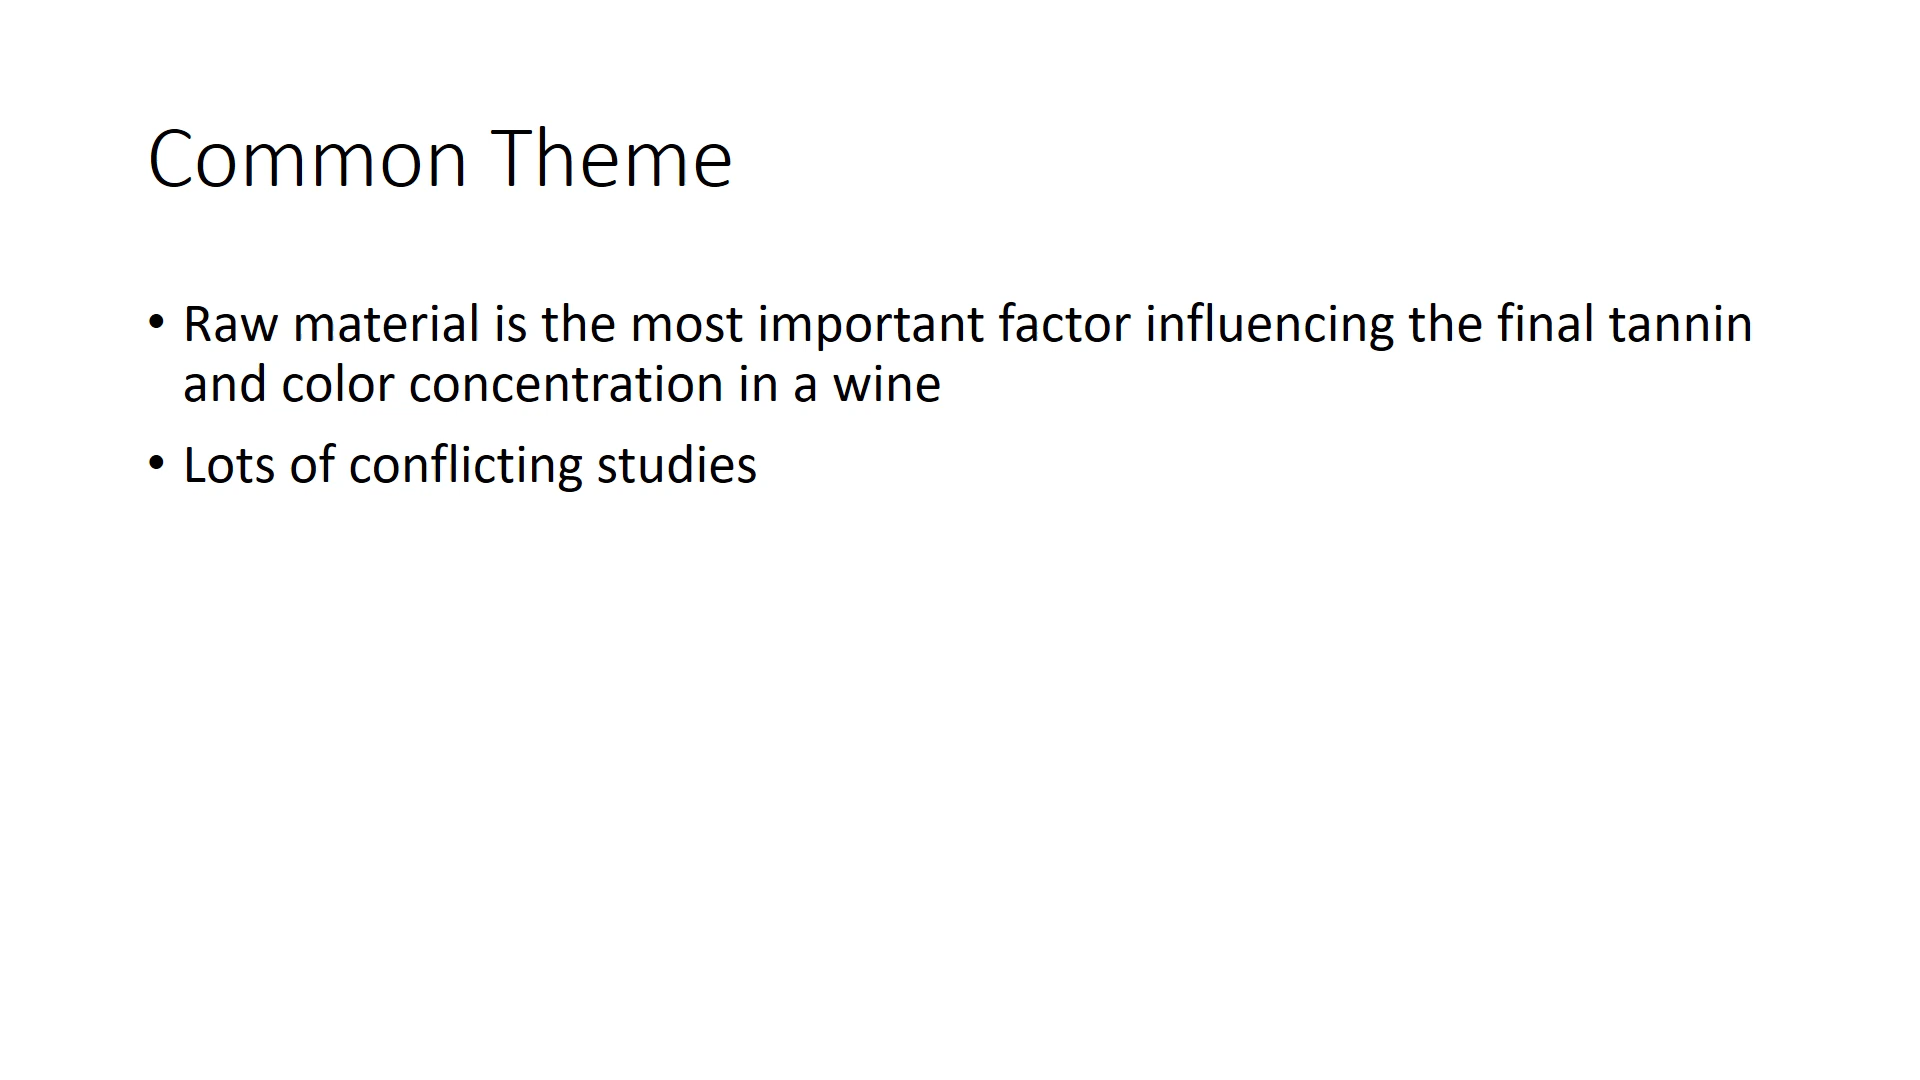 Common Theme
• Raw material is the most important factor influencing the final tannin
and color concentration in a wine
• Lots of conflicting studies